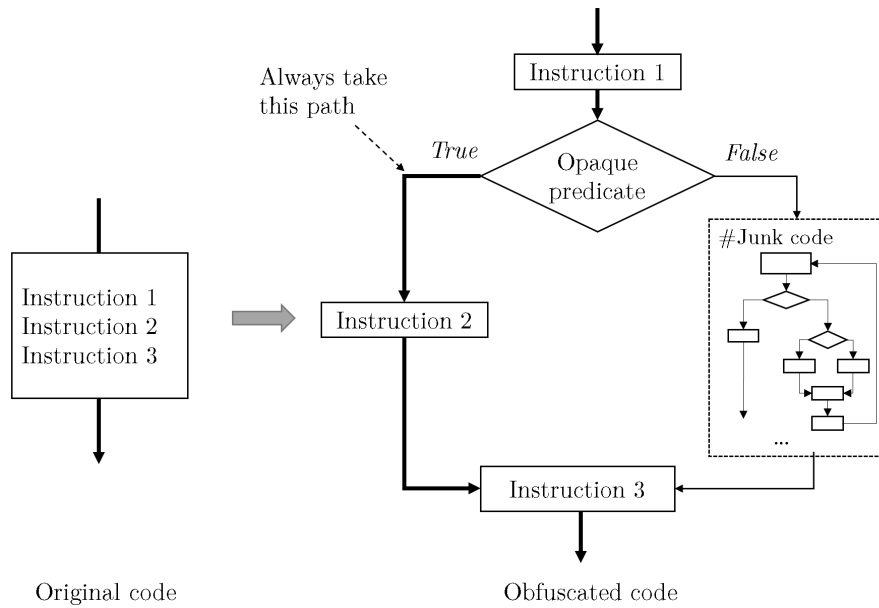 Instruction 1
Always take
this path
True
False
Opaque
predicate
#Junk code
Instruction 1
Instruction 2
Instruction 3
Instruction 2
...
Instruction 3
Original code
Obfuscated code